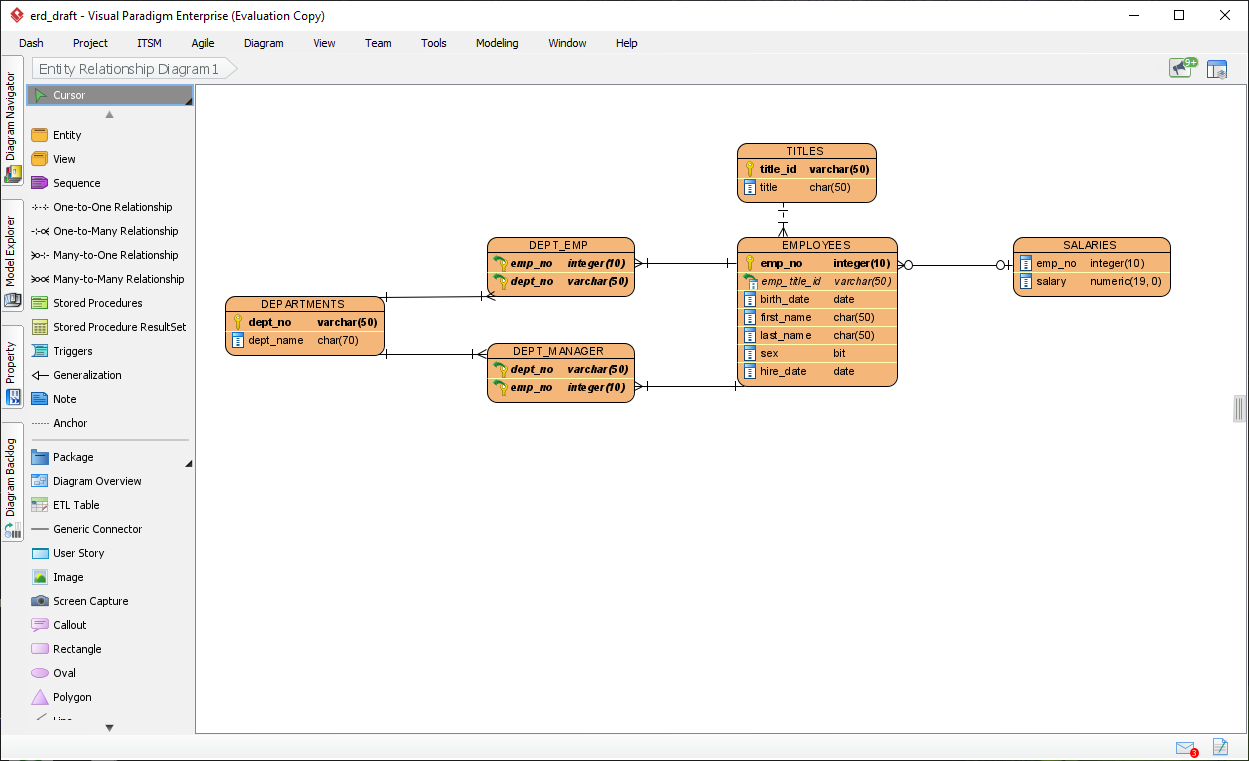 erd_draft - Visual Paradigm Enterprise (Evaluation Copy)
Dash Project ITSM Agile Diagram View Team Tools Modeling Window Help
Entity Relationship Diagram1
9+
Diagram Navigator
Model Explorer
Property
Diagram Backlog
Cursor
Entity
View
Sequence
One-to-One Relationship
One-to-Many Relationship
Many-to-One Relationship
Many-to-Many Relationship
Stored Procedures
Stored Procedure ResultSet
Triggers
Generalization
Note
Anchor
Package
Diagram Overview
ETL Table
Generic Connector
User Story
Image
Screen Capture
Callout
Rectangle
Oval
Polygon
TITLES
title_id varchar(50)
title char(50)
DEPT_EMP
emp_no integer(10)
dept_no varchar(50)
EMPLOYEES
emp_no integer(10)
emp_title_id varchar(50)
birth_date date
first_name char(50)
last_name char(50)
sex bit
hire_date date
SALARIES
emp_no integer(10)
salary numeric(19, 0)
DEPARTMENTS
dept_no varchar(50)
dept_name char(70)
DEPT_MANAGER
dept_no varchar(50)
emp_no integer(10)
3